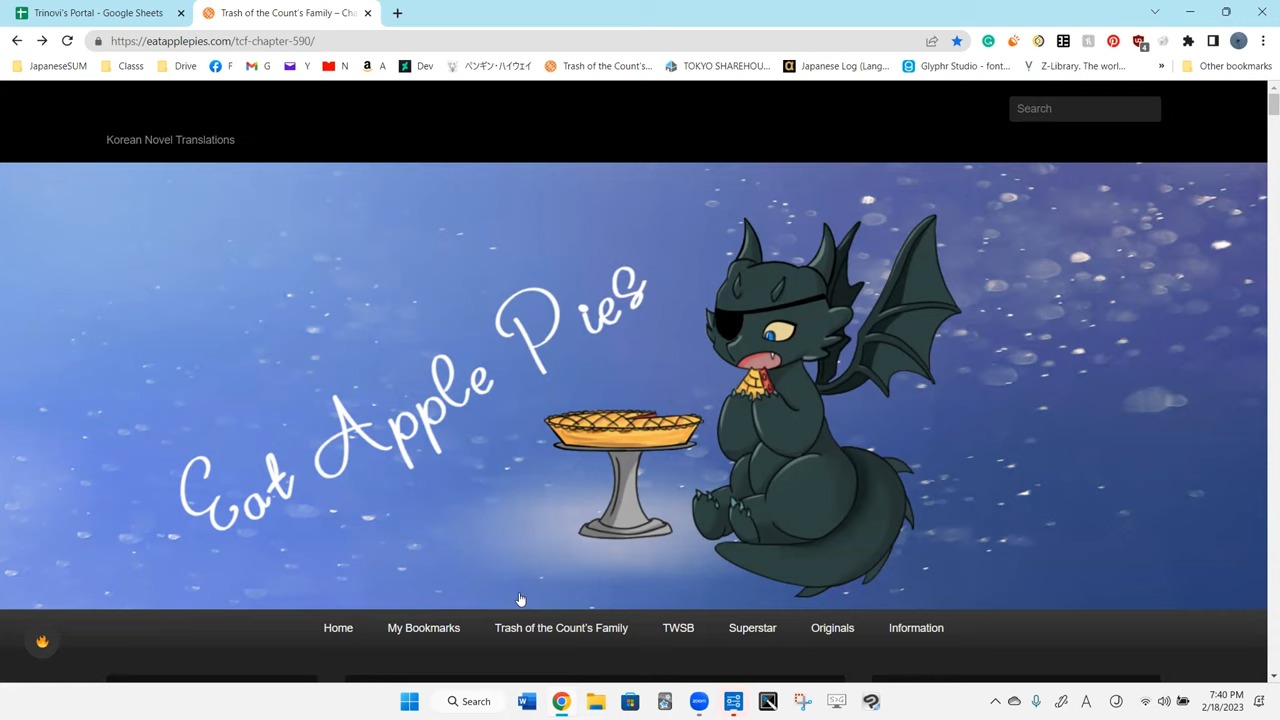 Trinovi's Portal - Google Sheets
Trash of the Count's Family – Cha
https://eatapplepies.com/tcf-chapter-590/
JapaneseSUM
Classs
Drive
F
M G
Y
N
A
Dev
ペンギン・ハイウェイ
Trash of the Count's...
TOKYO SHAREHOU...
Japanese Log (Lang...
Glyphr Studio - font...
Z-Library. The worl...
Other bookmarks
Search
Korean Novel Translations
Eat Apple Pies
Home
My Bookmarks
Trash of the Count's Family
TWSB
Superstar
Originals
Information
Search
zoom
7:40 PM
2/18/2023